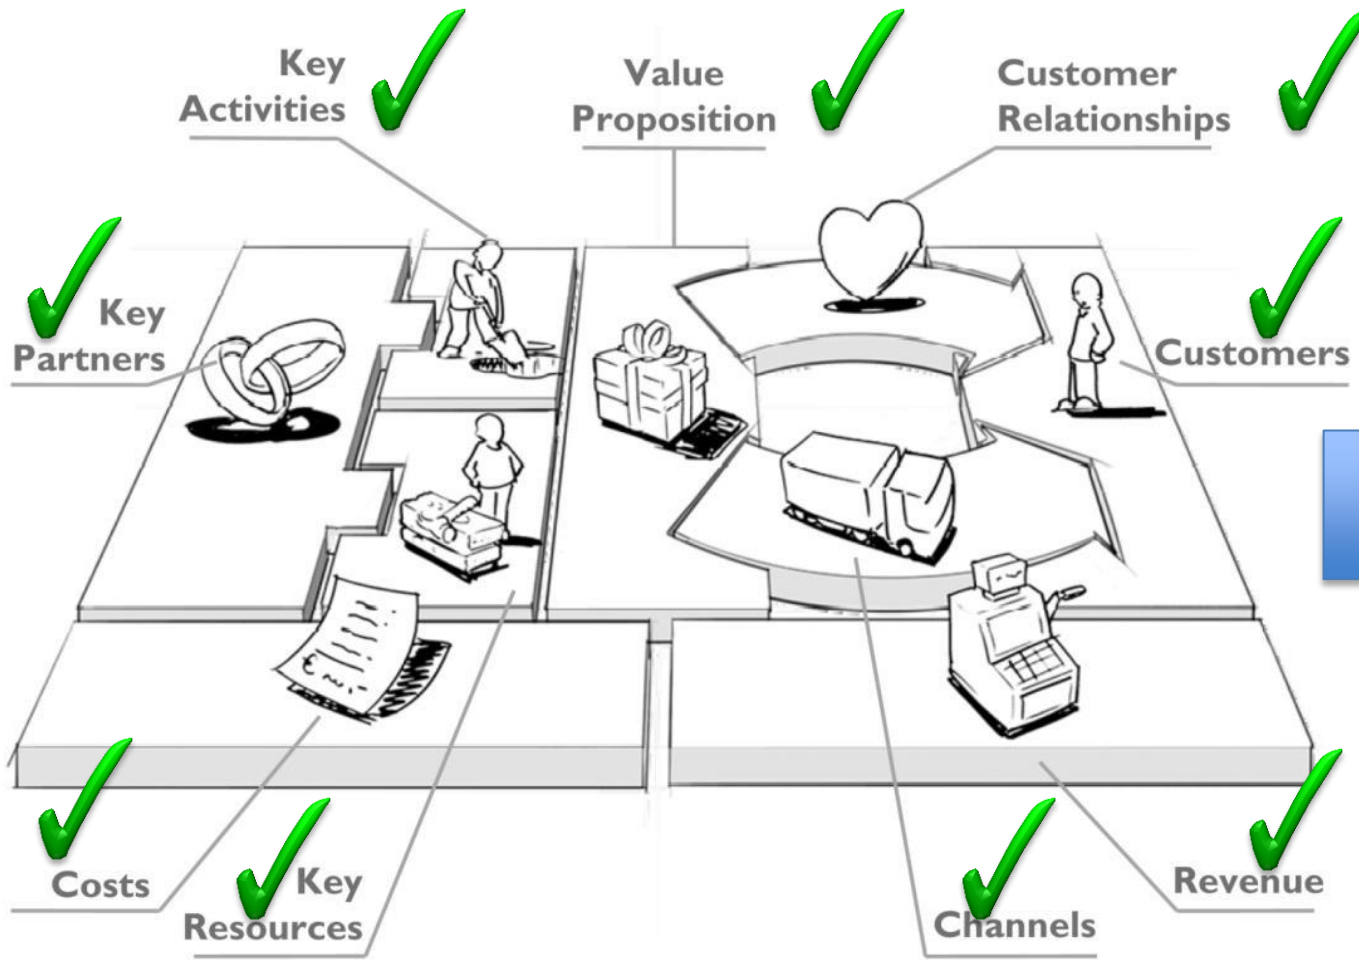 Key
Activities
Value
Proposition
Customer
Relationships
Key
Partners
Customers
€
Costs
Key
Resources
Channels
Revenue